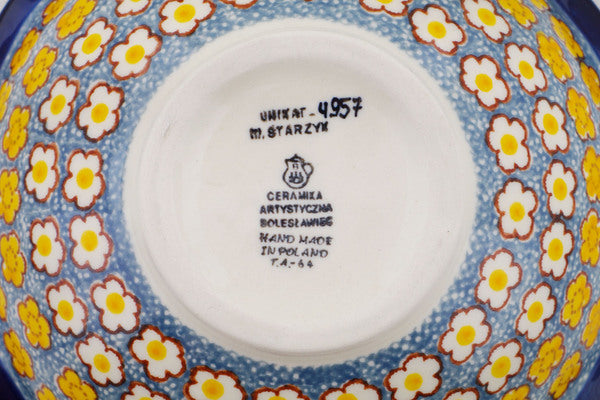 UNIKAT-4957
M. STARZYK
CERAMIKA
ARTYSTYCZNA
BOLESŁAWIEC
HAND MADE
IN POLAND
T.A.-64